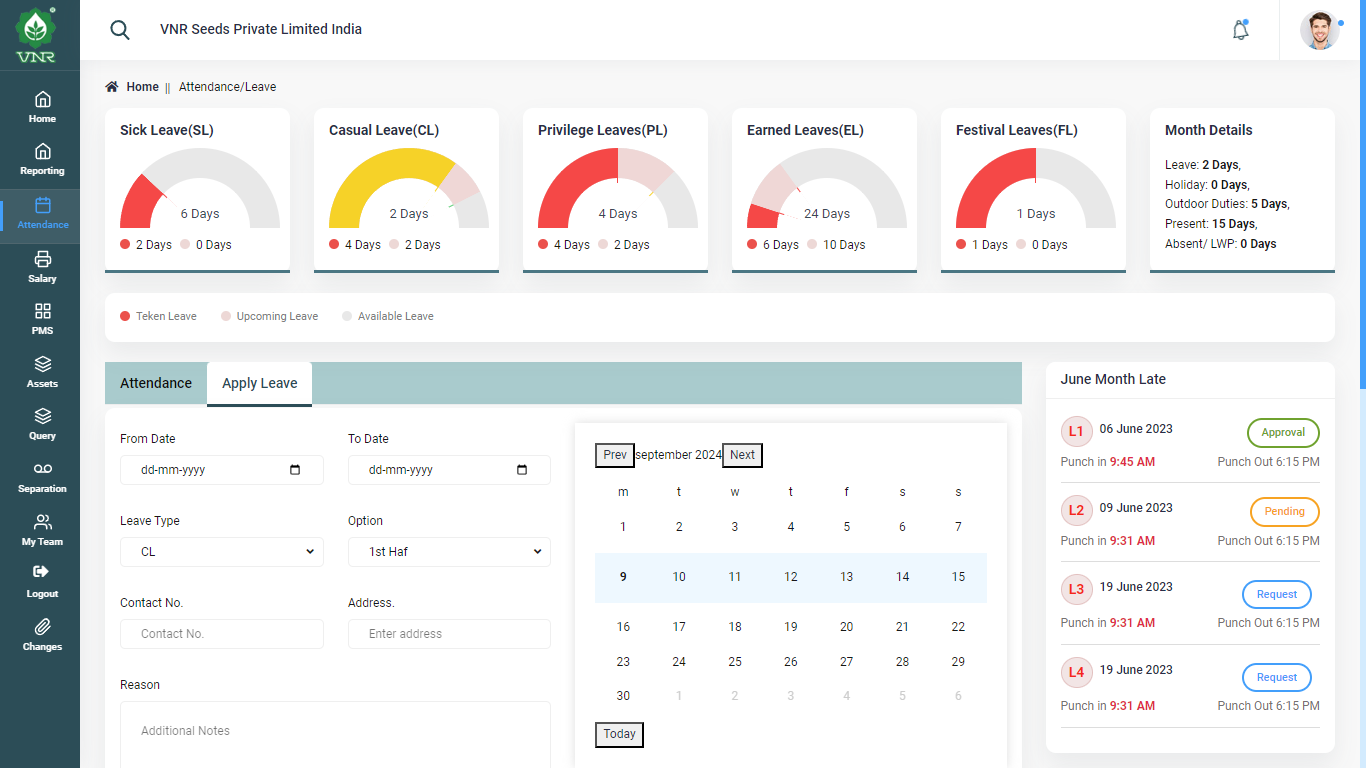 VNR Seeds Private Limited India
VNR
Home
Reporting
Attendance
Salary
PMS
Assets
Query
Separation
My Team
Logout
Changes
Home || Attendance/Leave
Sick Leave(SL)
6 Days
2 Days 0 Days
Casual Leave(CL)
2 Days
4 Days 2 Days
Privilege Leaves(PL)
4 Days
4 Days 2 Days
Earned Leaves(EL)
24 Days
6 Days 10 Days
Festival Leaves(FL)
1 Days
1 Days 0 Days
Month Details
Leave: 2 Days,
Holiday: 0 Days,
Outdoor Duties: 5 Days,
Present: 15 Days,
Absent/ LWP: 0 Days
Teken Leave Upcoming Leave Available Leave
Attendance Apply Leave
From Date To Date
dd-mm-yyyy dd-mm-yyyy
Leave Type Option
CL 1st Haf
Contact No. Address.
Contact No. Enter address
Reason
Additional Notes
Prev september 2024 Next
m t w t f s s
1 2 3 4 5 6 7
9 10 11 12 13 14 15
16 17 18 19 20 21 22
23 24 25 26 27 28 29
30 1 2 3 4 5 6
Today
June Month Late
L1 06 June 2023 Approval
Punch in 9:45 AM Punch Out 6:15 PM
L2 09 June 2023 Pending
Punch in 9:31 AM Punch Out 6:15 PM
L3 19 June 2023 Request
Punch in 9:31 AM Punch Out 6:15 PM
L4 19 June 2023 Request
Punch in 9:31 AM Punch Out 6:15 PM